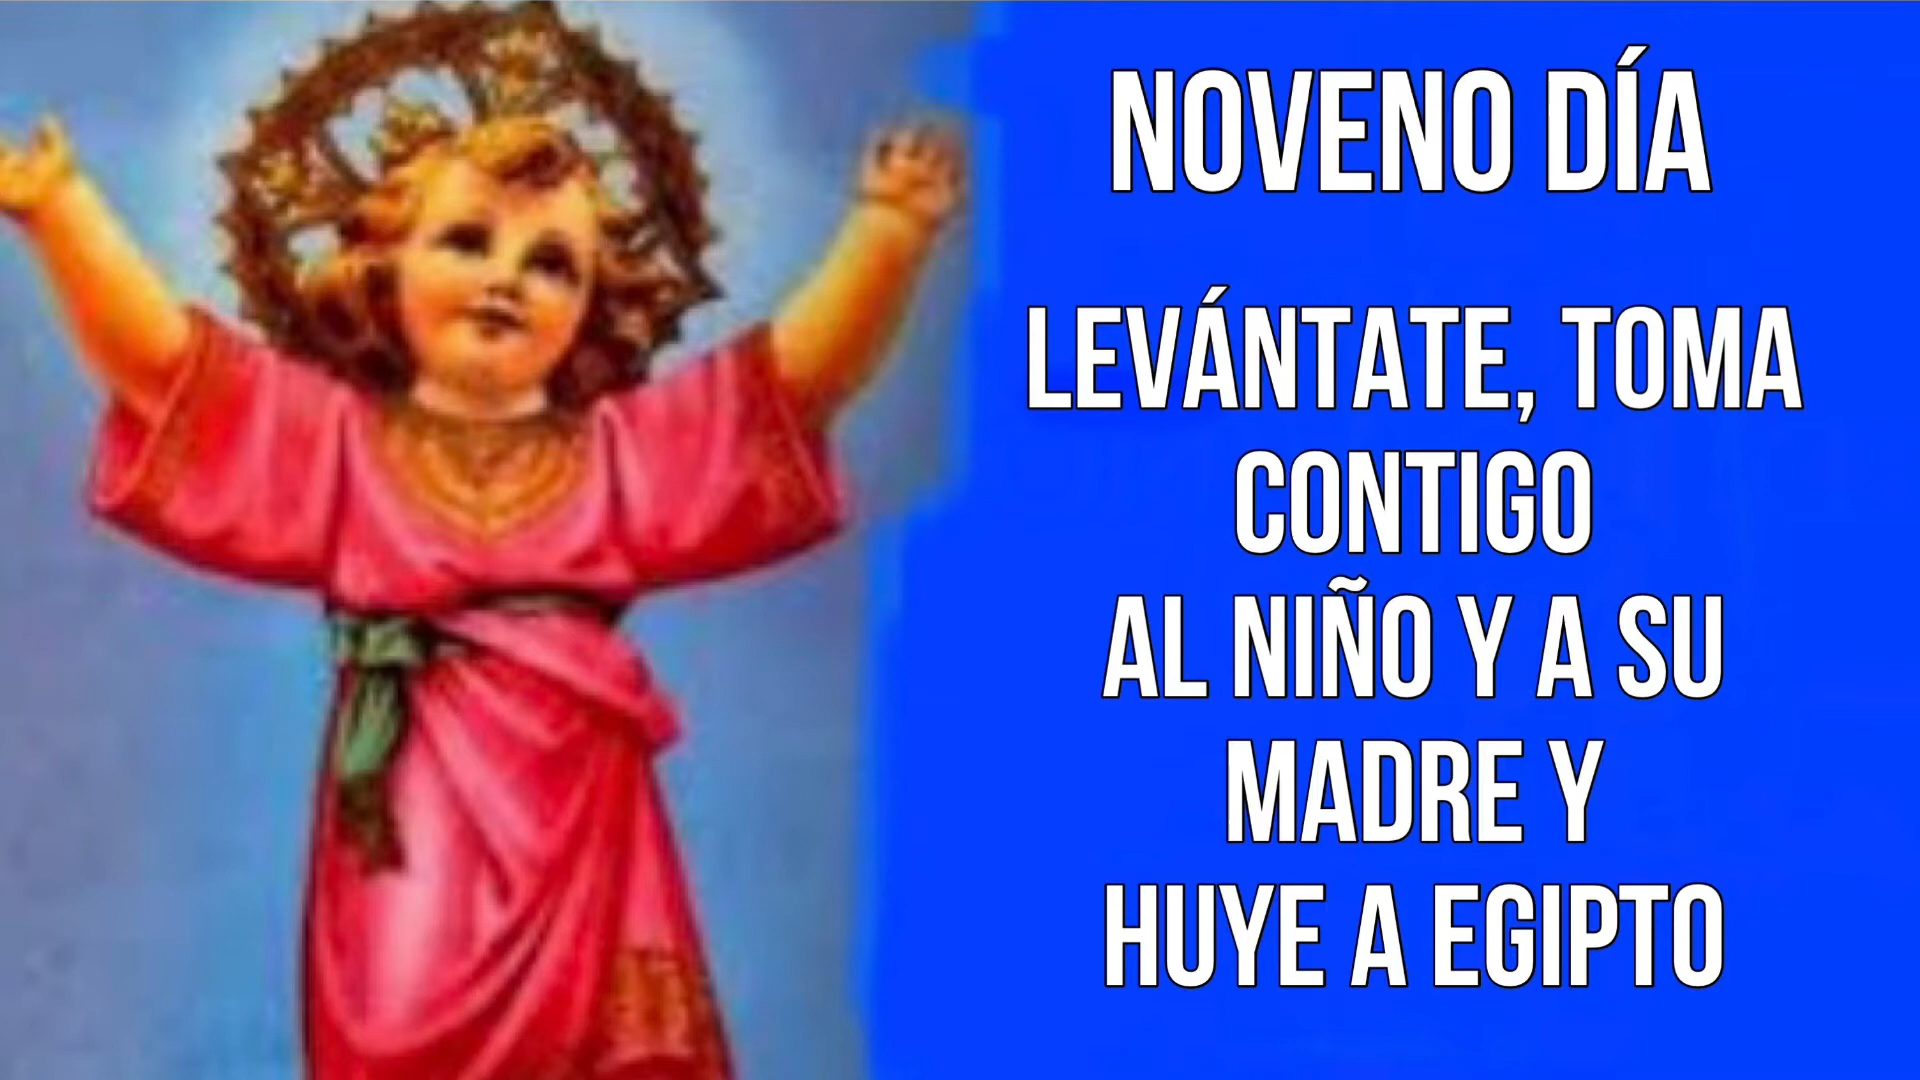 NOVENO DÍA
LEVÁNTATE, TOMA
CONTIGO
AL NIÑO Y A SU
MADRE Y
HUYE A EGIPTO